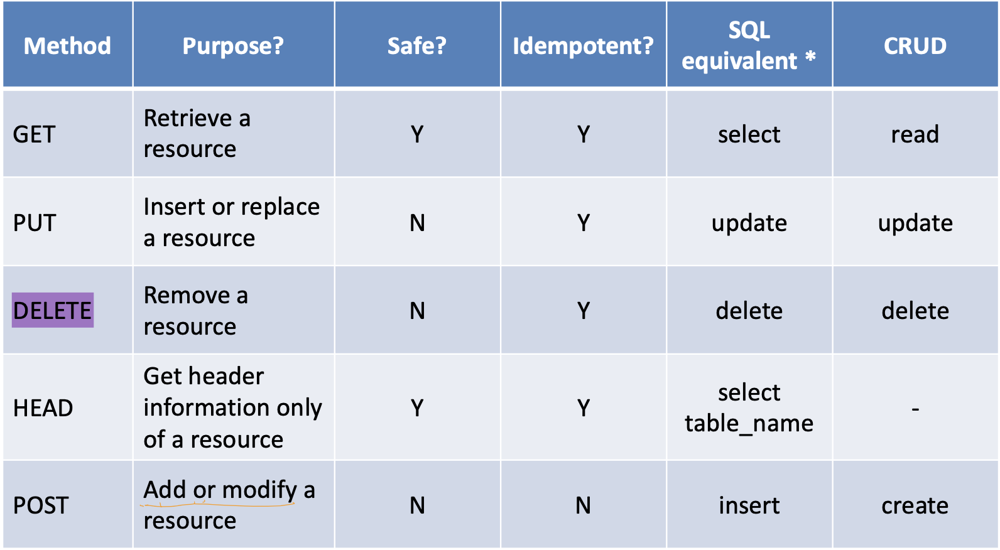 Method Purpose? Safe? Idempotent? SQL equivalent * CRUD
GET Retrieve a resource Y Y select read
PUT Insert or replace a resource N Y update update
DELETE Remove a resource N Y delete delete
HEAD Get header information only of a resource Y Y select table_name -
POST Add or modify a resource N N insert create